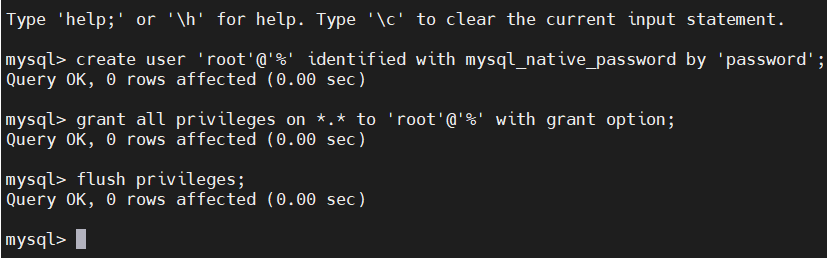 Type 'help;' or '\h' for help. Type '\c' to clear the current input statement.
mysql> create user 'root'@'%' identified with mysql_native_password by 'password';
Query OK, 0 rows affected (0.00 sec)
mysql> grant all privileges on *.* to 'root'@'%' with grant option;
Query OK, 0 rows affected (0.00 sec)
mysql> flush privileges;
Query OK, 0 rows affected (0.00 sec)
mysql>